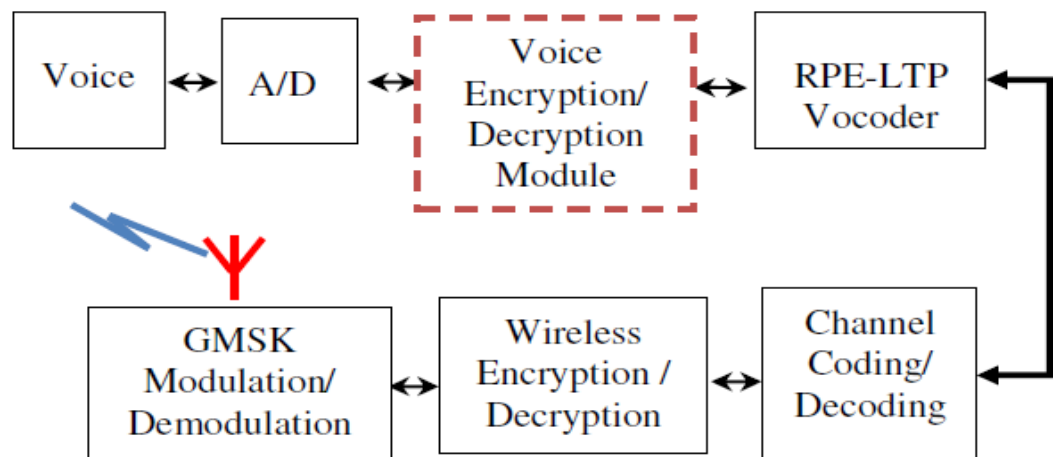 Voice
A/D
Voice
Encryption/
Decryption
Module
RPE-LTP
Vocoder
GMSK
Modulation/
Demodulation
Wireless
Encryption /
Decryption
Channel
Coding/
Decoding